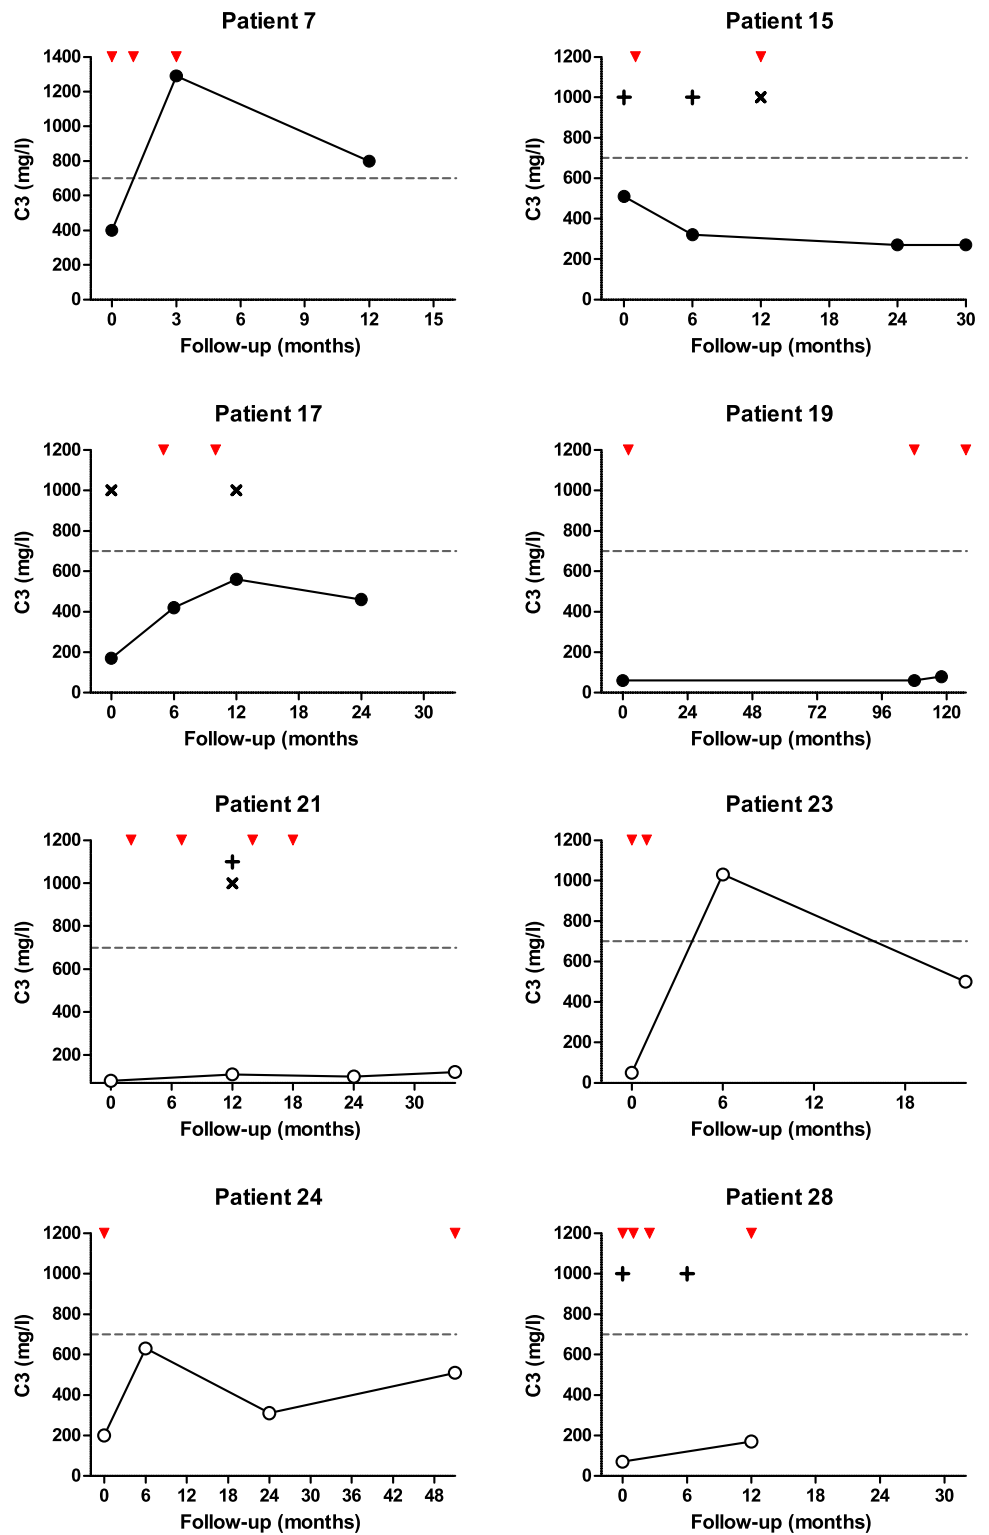 Patient 7
1400
1200
1000
800
600
400
200
0
C3 (mg/l)
0 3 6 9 12 15
Follow-up (months)
Patient 15
1200
1000
800
600
400
200
0
C3 (mg/l)
0 6 12 18 24 30
Follow-up (months)
Patient 17
1200
1000
800
600
400
200
0
C3 (mg/l)
0 6 12 18 24 30
Follow-up (months
Patient 19
1200
1000
800
600
400
200
0
C3 (mg/l)
0 24 48 72 96 120
Follow-up (months)
Patient 21
1200
1000
800
600
400
200
C3 (mg/l)
0 6 12 18 24 30
Follow-up (months)
Patient 23
1200
1000
800
600
400
200
0
C3 (mg/l)
0 6 12 18
Follow-up (months)
Patient 24
1200
1000
800
600
400
200
0
C3 (mg/l)
0 6 12 18 24 30 36 42 48
Follow-up (months)
Patient 28
1200
1000
800
600
400
200
0
C3 (mg/l)
0 6 12 18 24 30
Follow-up (months)